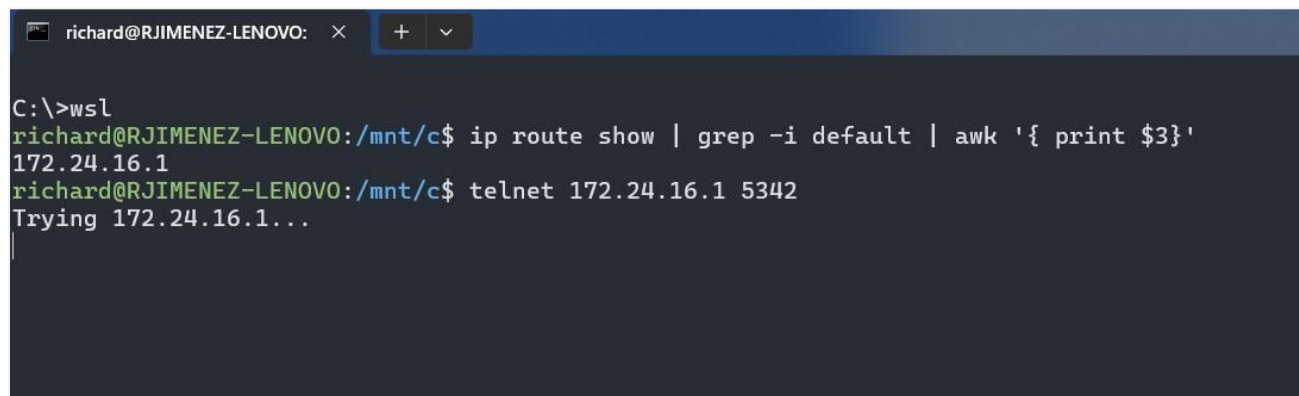 richard@RJIMENEZ-LENOVO:
C:\>wsl
richard@RJIMENEZ-LENOVO:/mnt/c$ ip route show | grep -i default | awk '{ print $3}'
172.24.16.1
richard@RJIMENEZ-LENOVO:/mnt/c$ telnet 172.24.16.1 5342
Trying 172.24.16.1...